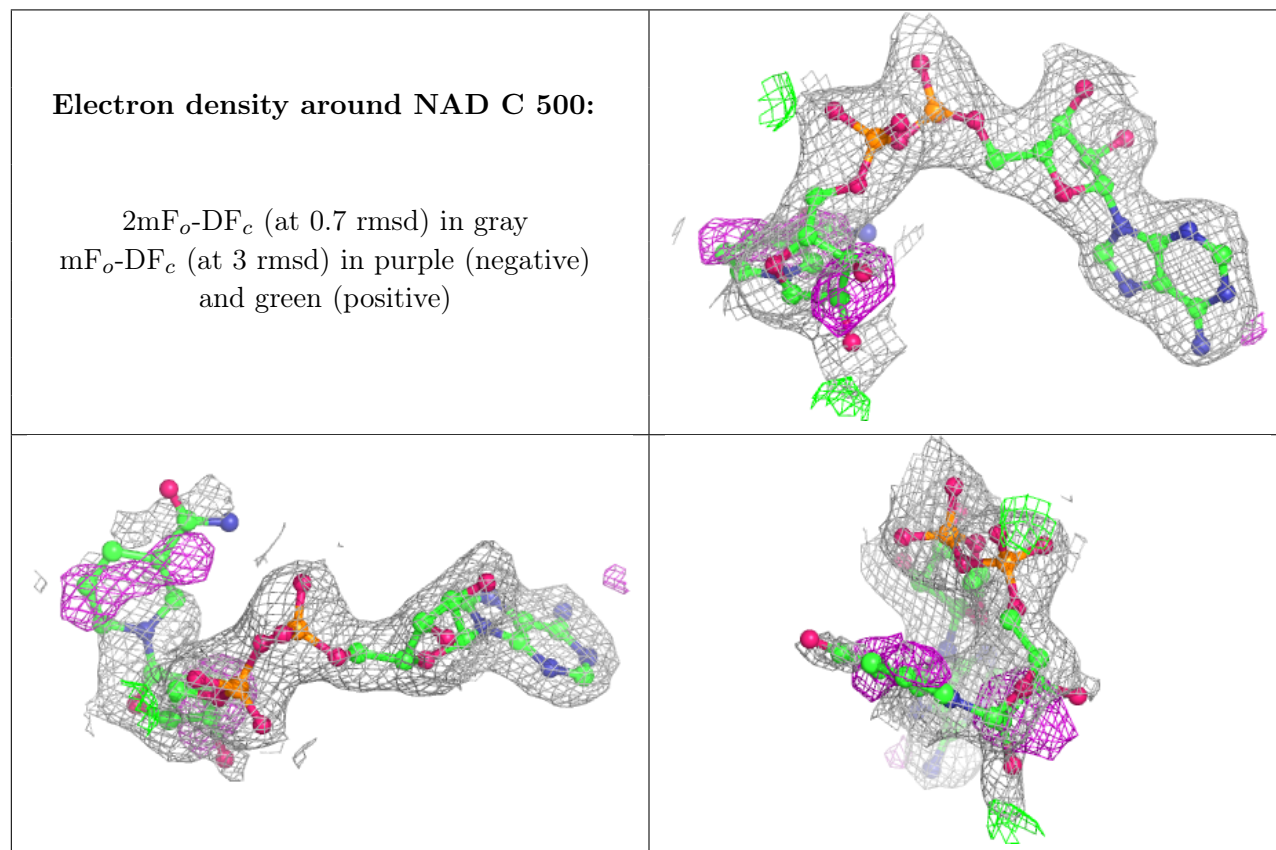 Electron density around NAD C 500:
2mFₒ-DF𝒸 (at 0.7 rmsd) in gray
mFₒ-DF𝒸 (at 3 rmsd) in purple (negative)
and green (positive)